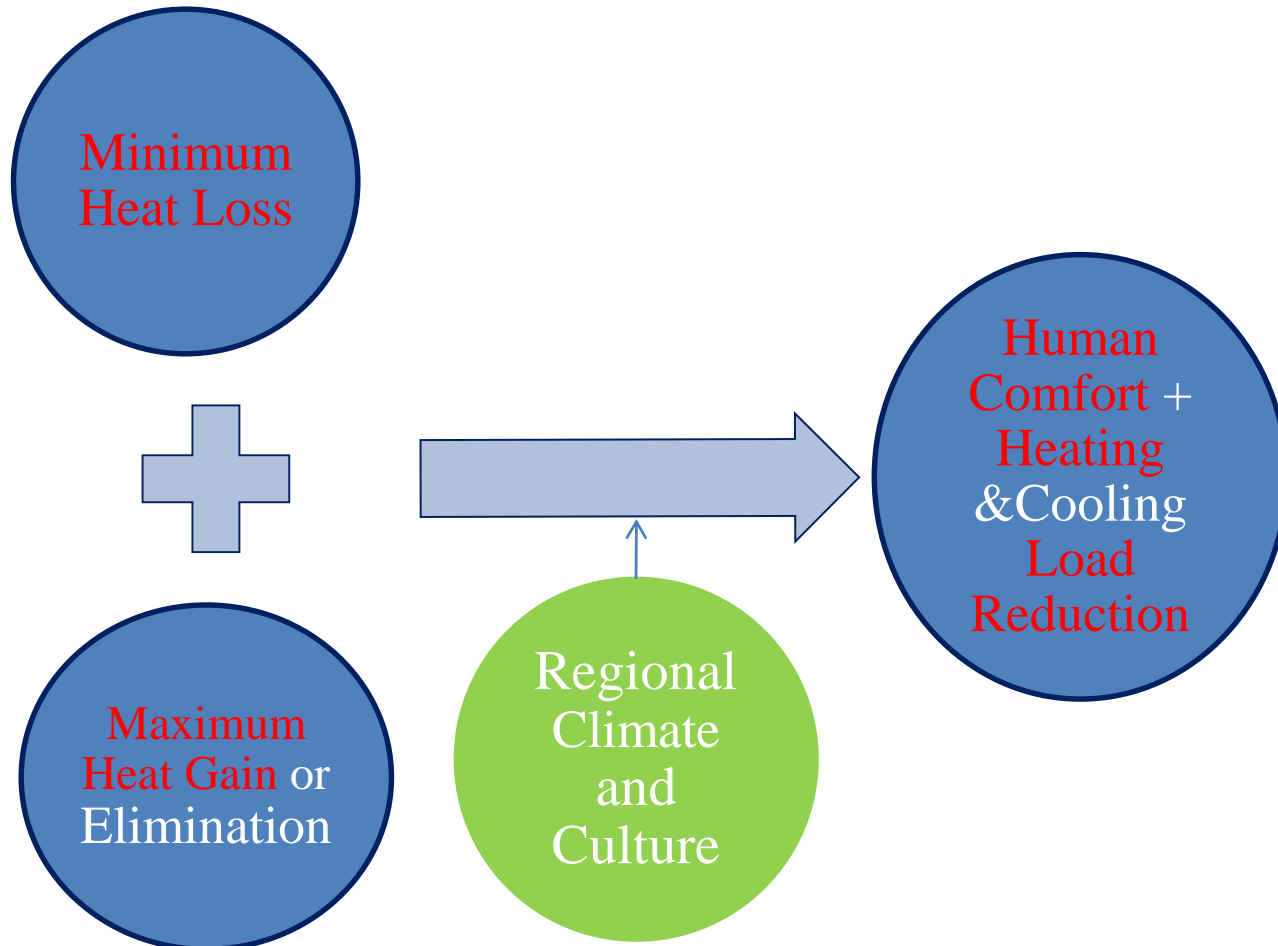 Minimum
Heat Loss
Maximum
Heat Gain or
Elimination
Regional
Climate
and
Culture
Human
Comfort +
Heating
&Cooling
Load
Reduction